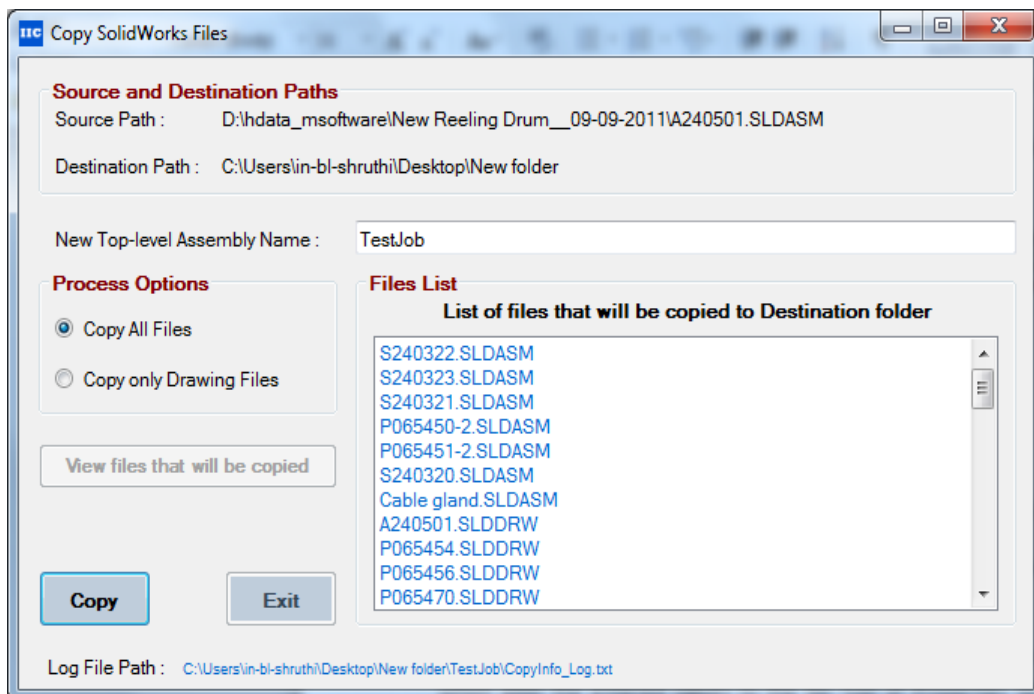 IIC Copy SolidWorks Files
Source and Destination Paths
Source Path : D:\hdata_msoftware\New Reeling Drum__09-09-2011\A240501.SLDASM
Destination Path : C:\Users\in-bl-shruthi\Desktop\New folder
New Top-level Assembly Name : TestJob
Process Options
Copy All Files
Copy only Drawing Files
View files that will be copied
Copy Exit
Files List
List of files that will be copied to Destination folder
S240322.SLDASM
S240323.SLDASM
S240321.SLDASM
P065450-2.SLDASM
P065451-2.SLDASM
S240320.SLDASM
Cable gland.SLDASM
A240501.SLDDRW
P065454.SLDDRW
P065456.SLDDRW
P065470.SLDDRW
Log File Path : C:\Users\in-bl-shruthi\Desktop\New folder\TestJob\CopyInfo_Log.txt